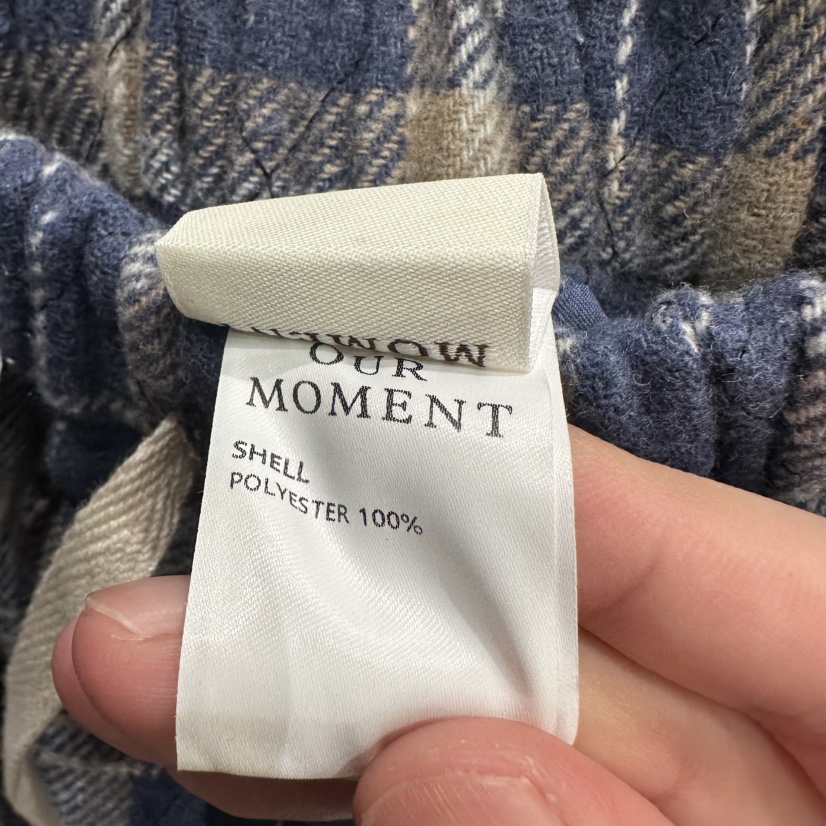 OUR
MOMENT
SHELL
POLYESTER 100%